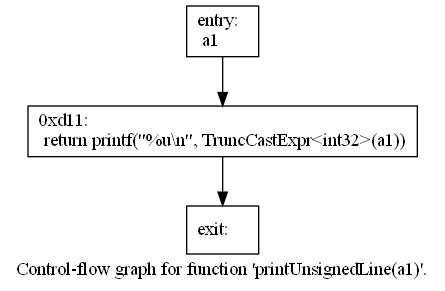 entry:
a1
0xd11:
return printf("%u\n", TruncCastExpr<int32>(a1))
exit:
Control-flow graph for function 'printUnsignedLine(a1)'.